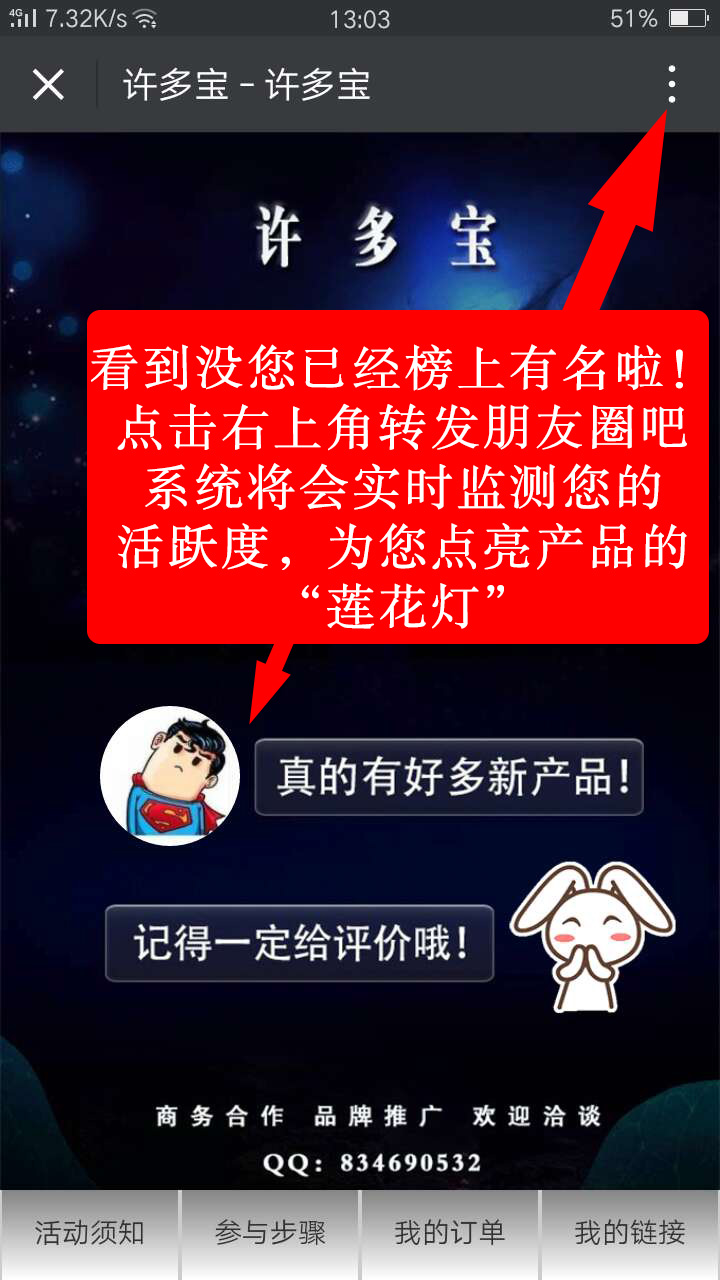 4G 7.32K/s 13:03 51%
许多宝 - 许多宝
许多宝
看到没您已经榜上有名啦！
点击右上角转发朋友圈吧
系统将会实时监测您的
活跃度，为您点亮产品的
“莲花灯”
真的有好多新产品！
记得一定给评价哦！
商务合作 品牌推广 欢迎洽谈
QQ：834690532
活动须知 参与步骤 我的订单 我的链接